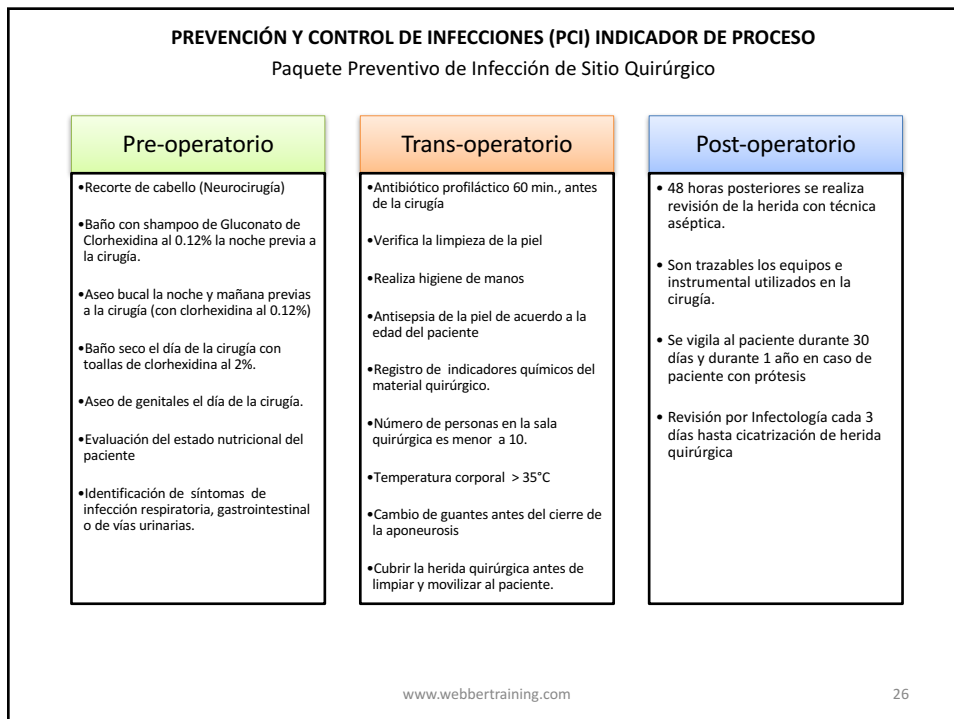 PREVENCIÓN Y CONTROL DE INFECCIONES (PCI) INDICADOR DE PROCESO
Paquete Preventivo de Infección de Sitio Quirúrgico
Pre-operatorio
•Recorte de cabello (Neurocirugía)
•Baño con shampoo de Gluconato de
Clorhexidina al 0.12% la noche previa a
la cirugía.
•Aseo bucal la noche y mañana previas
a la cirugía (con clorhexidina al 0.12%)
•Baño seco el día de la cirugía con
toallas de clorhexidina al 2%.
•Aseo de genitales el día de la cirugía.
•Evaluación del estado nutricional del
paciente
•Identificación de síntomas de
infección respiratoria, gastrointestinal
o de vías urinarias.
Trans-operatorio
•Antibiótico profiláctico 60 min., antes
de la cirugía
•Verifica la limpieza de la piel
•Realiza higiene de manos
•Antisepsia de la piel de acuerdo a la
edad del paciente
•Registro de indicadores químicos del
material quirúrgico.
•Número de personas en la sala
quirúrgica es menor a 10.
•Temperatura corporal > 35°C
•Cambio de guantes antes del cierre de
la aponeurosis
•Cubrir la herida quirúrgica antes de
limpiar y movilizar al paciente.
Post-operatorio
• 48 horas posteriores se realiza
revisión de la herida con técnica
aséptica.
• Son trazables los equipos e
instrumental utilizados en la
cirugía.
• Se vigila al paciente durante 30
días y durante 1 año en caso de
paciente con prótesis
• Revisión por Infectología cada 3
días hasta cicatrización de herida
quirúrgica
www.webbertraining.com
26